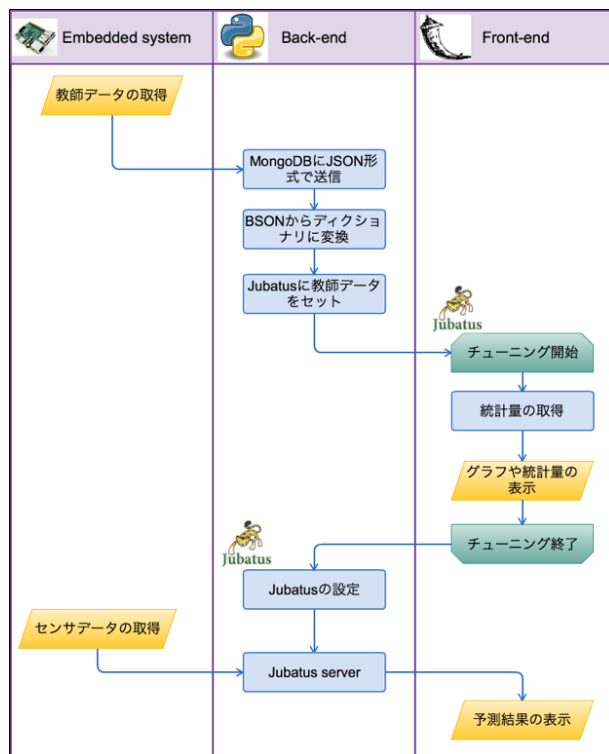 Embedded system
Back-end
Front-end
教師データの取得
MongoDBにJSON形
式で送信
BSONからディクショ
ナリに変換
Jubatusに教師データ
をセット
Jubatus
チューニング開始
統計量の取得
グラフや統計量の
表示
チューニング終了
Jubatus
Jubatusの設定
センサデータの取得
Jubatus server
予測結果の表示